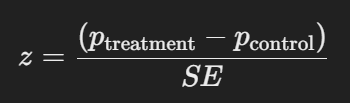 z = (p_treatment − p_control) / SE